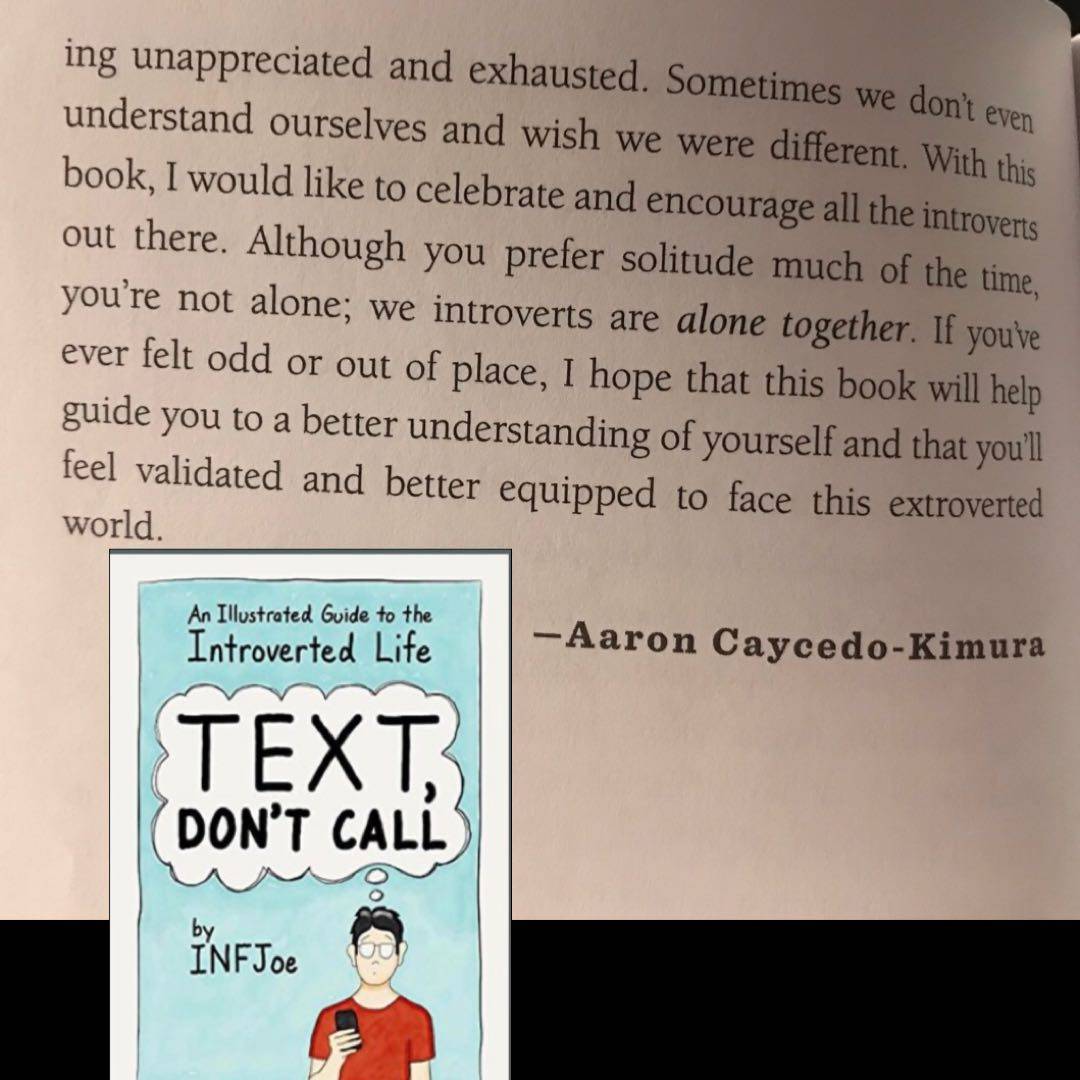 ing unappreciated and exhausted. Sometimes we don't even
understand ourselves and wish we were different. With this
book, I would like to celebrate and encourage all the introverts
out there. Although you prefer solitude much of the time,
you're not alone; we introverts are alone together. If you've
ever felt odd or out of place, I hope that this book will help
guide you to a better understanding of yourself and that you'll
feel validated and better equipped to face this extroverted
world.
—Aaron Caycedo-Kimura
An Illustrated Guide to the
Introverted Life
TEXT,
DON'T CALL
by
INFJoe